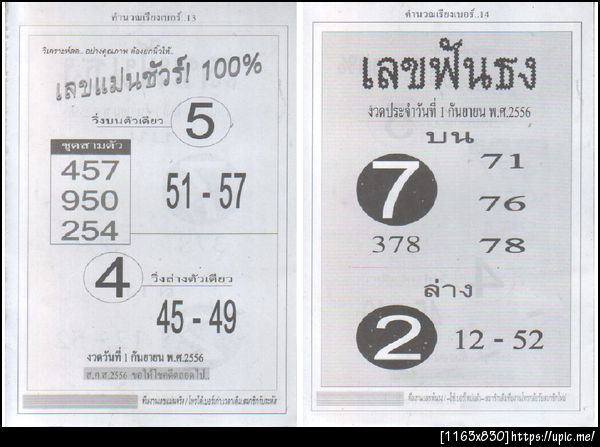 คำนวณเรียงเบอร์..13
วิเคราะห์สด.. อย่างคุณภาพ ต้องยกนิ้วให้..
เลขแม่นชัวร์! 100%
วิ่งบนตัวเดียว 5
ชุดสามตัว
457
950
254
51 - 57
4 วิ่งล่างตัวเดียว
45 - 49
งวดวันที่ 1 กันยายน พ.ศ.2556
ส.ค.ส.2556 ขอให้โชคดีตลอดไป..
คำนวณเรียงเบอร์..14
เลขฟันธง
งวดประจำวันที่ 1 กันยายน พ.ศ.2556
บน
7
71
76
378
78
ล่าง
2
12 - 52
[1163x830]https://upic.me/